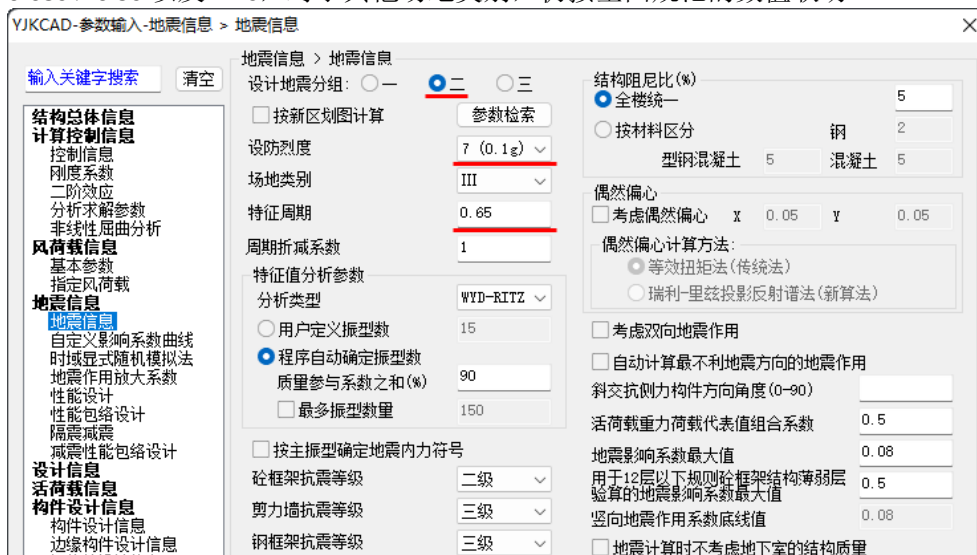 YJKCAD-参数输入-地震信息 > 地震信息
输入关键字搜索 清空
结构总体信息
计算控制信息
控制信息
刚度系数
二阶效应
分析求解参数
非线性屈曲分析
风荷载信息
基本参数
指定风荷载
地震信息
地震信息
自定义影响系数曲线
时域显式随机模拟法
地震作用放大系数
性能设计
性能包络设计
隔震减震
减震性能包络设计
设计信息
活荷载信息
构件设计信息
构件设计信息
边缘构件设计信息
地震信息 > 地震信息
设计地震分组: 一 二 三
按新区划图计算 参数检索
设防烈度 7 (0.1g)
场地类别 III
特征周期 0.65
周期折减系数 1
特征值分析参数
分析类型 WYD-RITZ
用户定义振型数 15
程序自动确定振型数
质量参与系数之和(%) 90
最多振型数量 150
按主振型确定地震内力符号
砼框架抗震等级 二级
剪力墙抗震等级 三级
钢框架抗震等级 三级
结构阻尼比(%)
全楼统一 5
按材料区分 钢 2
型钢混凝土 5 混凝土 5
偶然偏心
考虑偶然偏心 X 0.05 Y 0.05
偶然偏心计算方法:
等效扭矩法(传统法)
瑞利-里兹投影反射谱法(新算法)
考虑双向地震作用
自动计算最不利地震方向的地震作用
斜交抗侧力构件方向角度(0-90)
活荷载重力荷载代表值组合系数 0.5
地震影响系数最大值 0.08
用于12层以下规则砼框架结构薄弱层
验算的地震影响系数最大值 0.5
竖向地震作用系数底线值 0.08
地震计算时不考虑地下室的结构质量